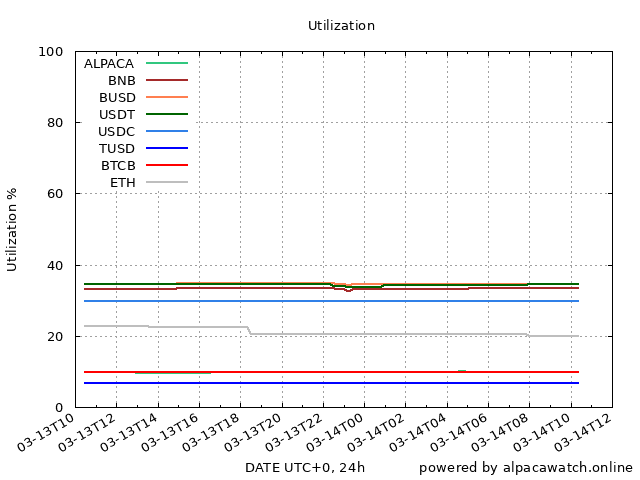 Utilization
100
80
60
40
20
0
Utilization %
ALPACA
BNB
BUSD
USDT
USDC
TUSD
BTCB
ETH
03-13T10
03-13T12
03-13T14
03-13T16
03-13T18
03-13T20
03-13T22
03-14T00
03-14T02
03-14T04
03-14T06
03-14T08
03-14T10
03-14T12
DATE UTC+0, 24h
powered by alpacawatch.online